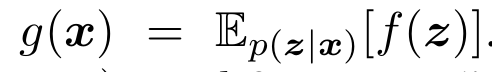 g(𝒙) = 𝔼_{p(𝒛|𝒙)}[f(𝒛)].